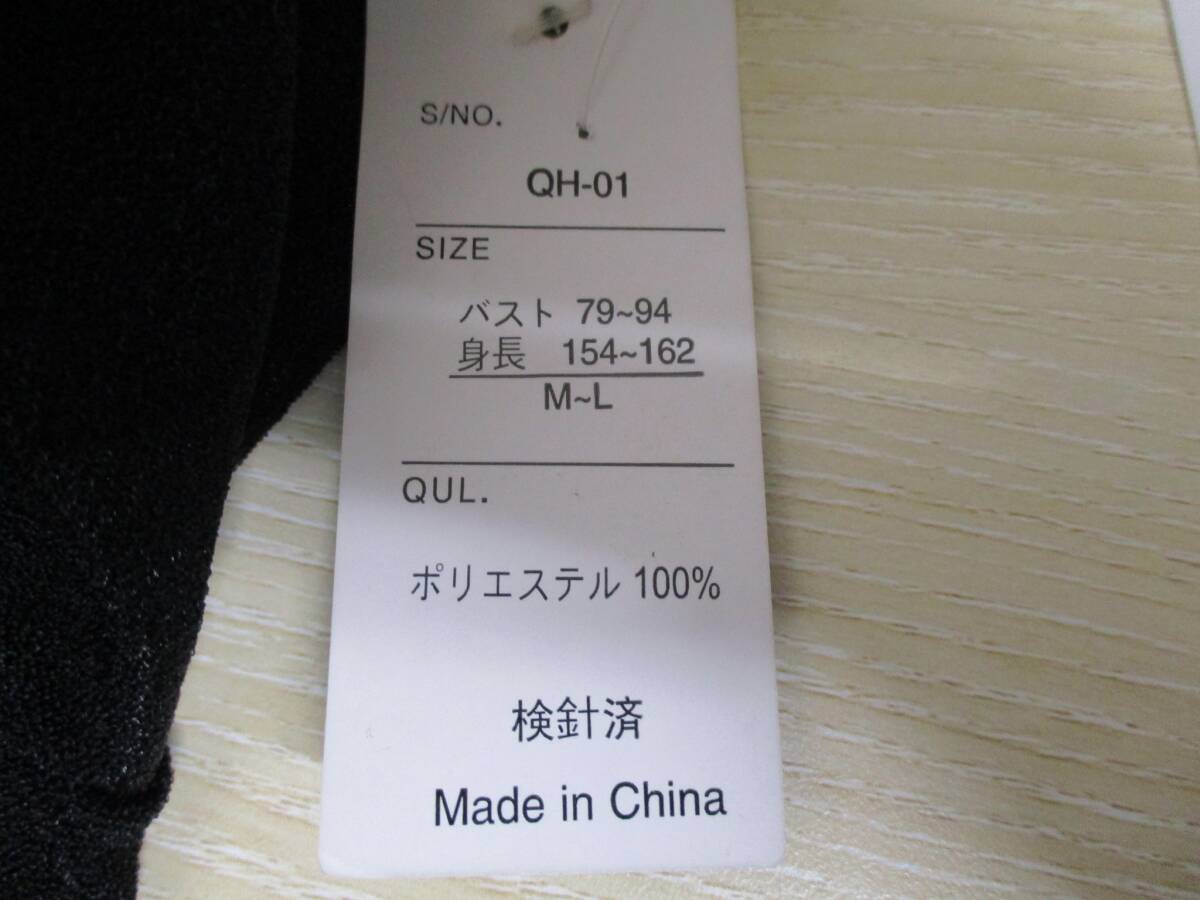 S/NO.
QH-01
SIZE
バスト 79~94
身長 154~162
M~L
QUL.
ポリエステル 100%
検針済
Made in China